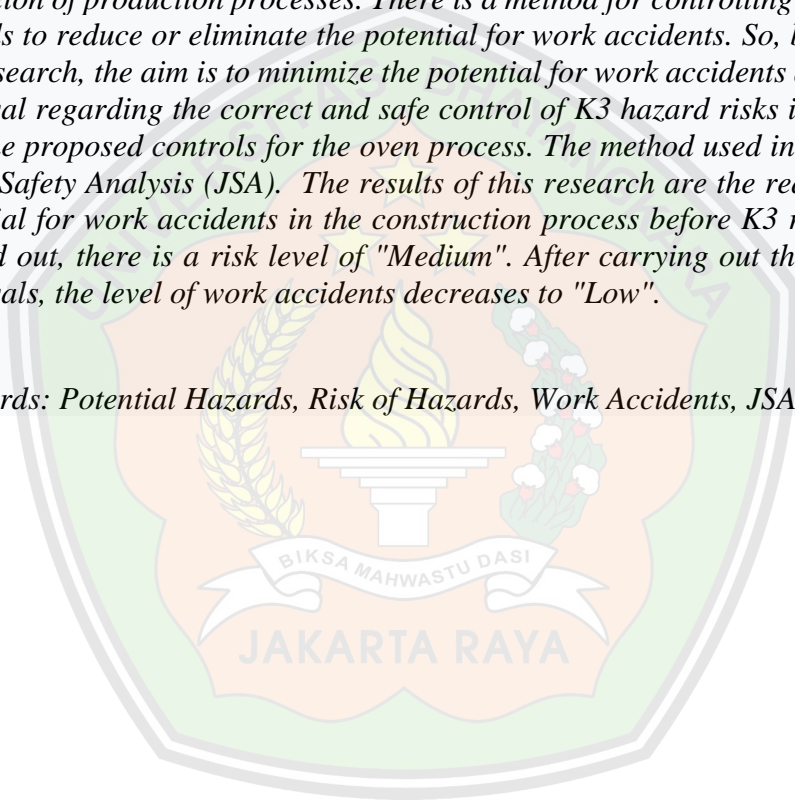 ion of production processes. There is a method for controlling
ls to reduce or eliminate the potential for work accidents. So,
search, the aim is to minimize the potential for work accidents
al regarding the correct and safe control of K3 hazard risks i
e proposed controls for the oven process. The method used in
Safety Analysis (JSA). The results of this research are the re
ial for work accidents in the construction process before K3
d out, there is a risk level of "Medium". After carrying out th
als, the level of work accidents decreases to "Low".
rds: Potential Hazards, Risk of Hazards, Work Accidents, JSA
UNIVERSITAS BHAYANGKARA
BIKSA MAHWASTU DASI
JAKARTA RAYA